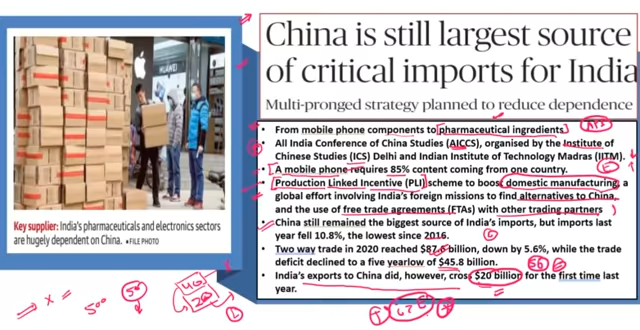 China is still largest source
of critical imports for India
Multi-pronged strategy planned to reduce dependence
HUAWEI
Key supplier: India's pharmaceuticals and electronics sectors
are hugely dependent on China. • FILE PHOTO
• From mobile phone components to pharmaceutical ingredients
API
• All India Conference of China Studies (AICCS), organised by the Institute of
Chinese Studies (ICS) Delhi and Indian Institute of Technology Madras (IITM).
• A mobile phone requires 85% content coming from one country.
• Production Linked Incentive (PLI) scheme to boost domestic manufacturing,
a global effort involving India's foreign missions to find alternatives to China,
and the use of free trade agreements (FTAs) with other trading partners
• China still remained the biggest source of India's imports, but imports last
year fell 10.8%, the lowest since 2016.
• Two way trade in 2020 reached $87.6 billion, down by 5.6%, while the trade
deficit declined to a five yearlow of $45.8 billion.
56
• India's exports to China did, however, cross $20 billion for the first time last
year.
x =
500
50
40
20